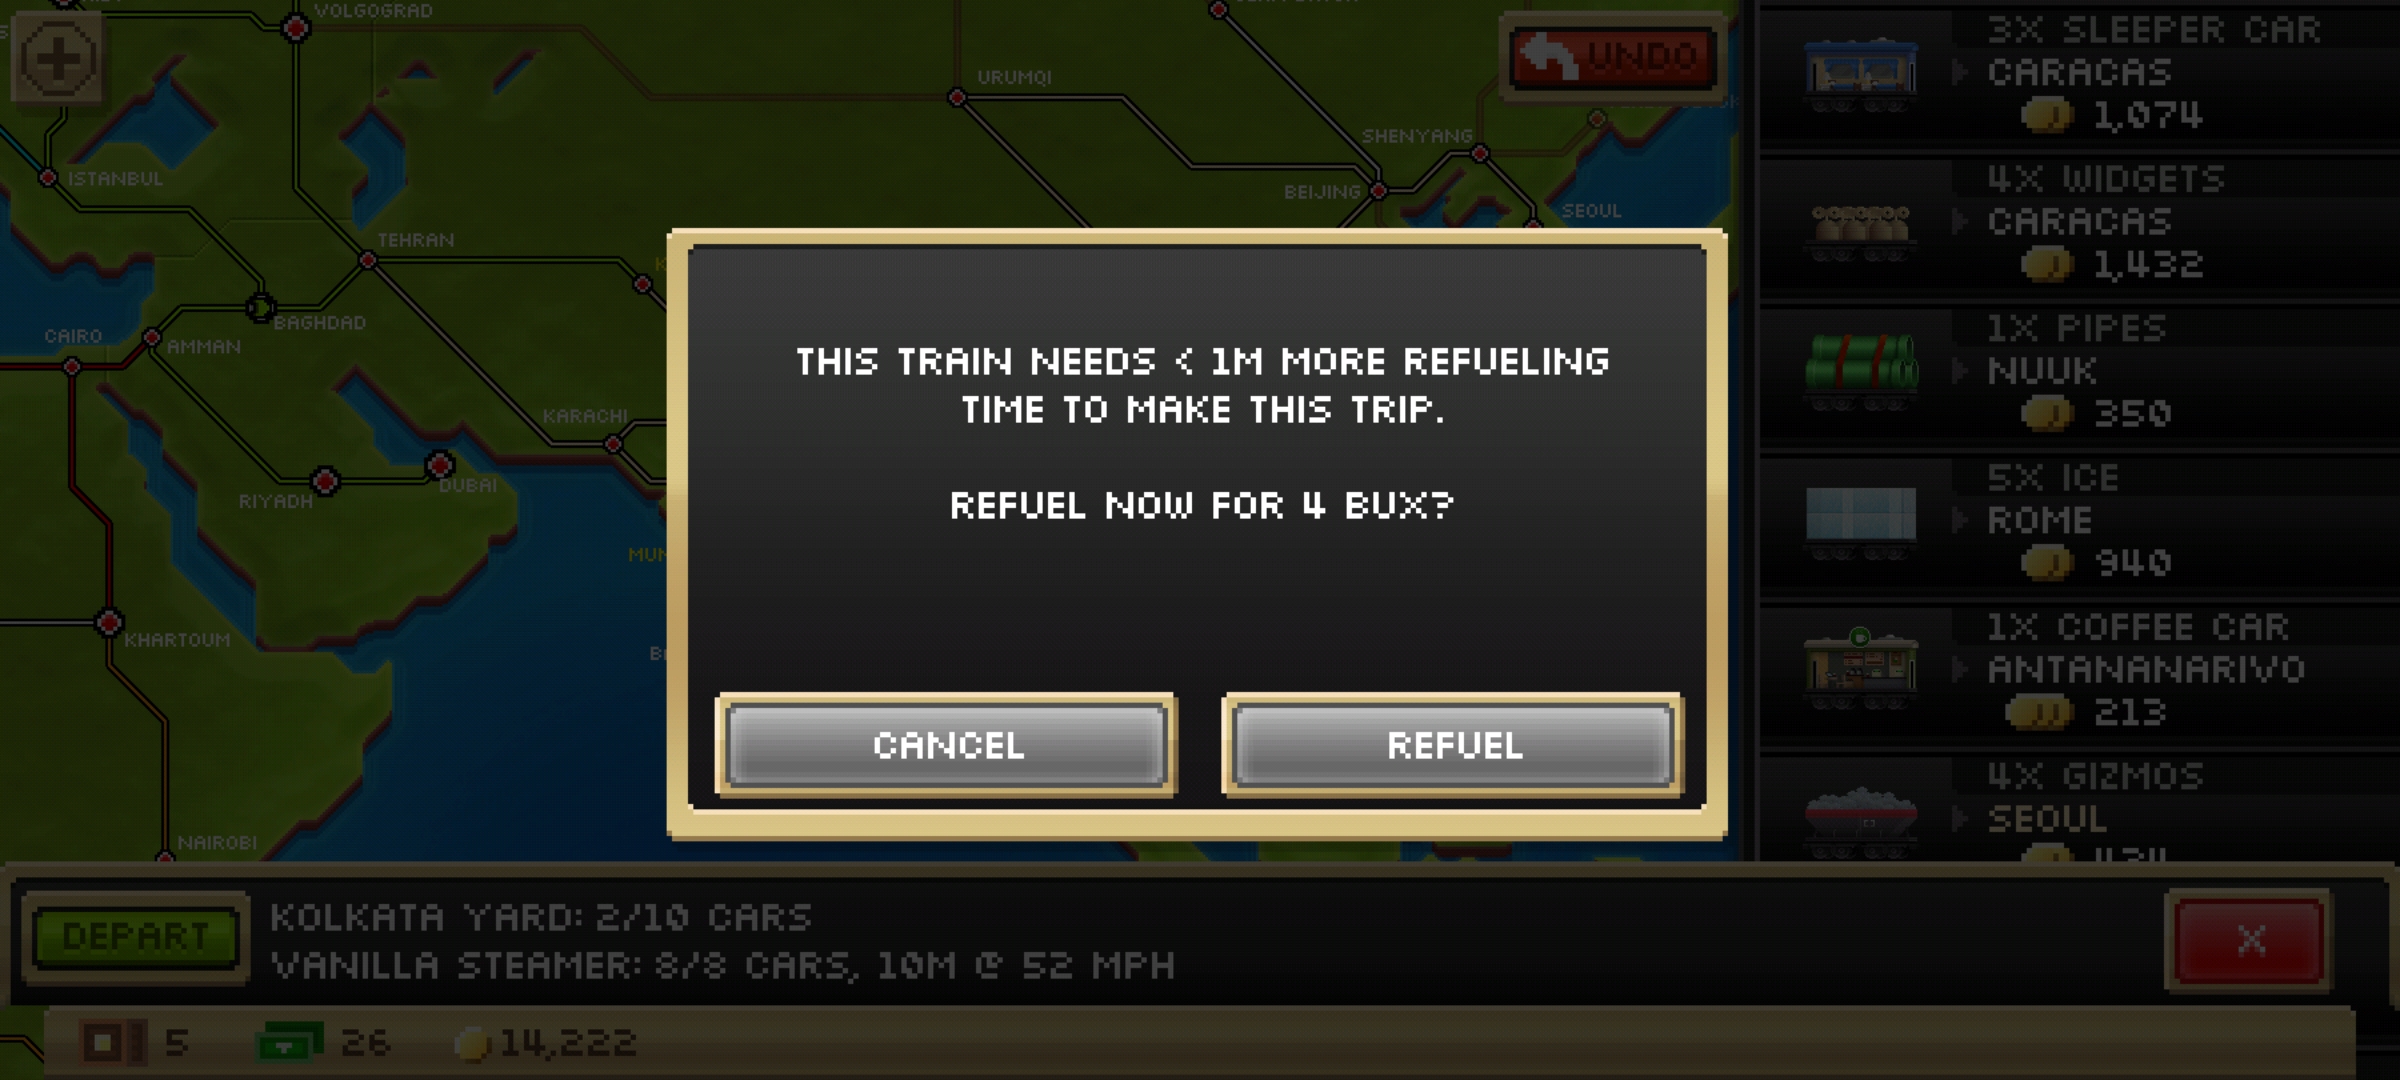 VOLGOGRAD
UNDO
URUMQI
SHENYANG
ISTANBUL
BEIJING
SEOUL
TEHRAN
BAGHDAD
CAIRO
AMMAN
KARACHI
RIYADH
DUBAI
KHARTOUM
NAIROBI
THIS TRAIN NEEDS < 1M MORE REFUELING
TIME TO MAKE THIS TRIP.
REFUEL NOW FOR 4 BUX?
CANCEL
REFUEL
3X SLEEPER CAR
CARACAS
1,074
4X WIDGETS
CARACAS
1,432
1X PIPES
NUUK
350
5X ICE
ROME
940
1X COFFEE CAR
ANTANANARIVO
213
4X GIZMOS
SEOUL
DEPART
KOLKATA YARD: 2/10 CARS
VANILLA STEAMER: 8/8 CARS, 10M @ 52 MPH
X
5
26
14,222